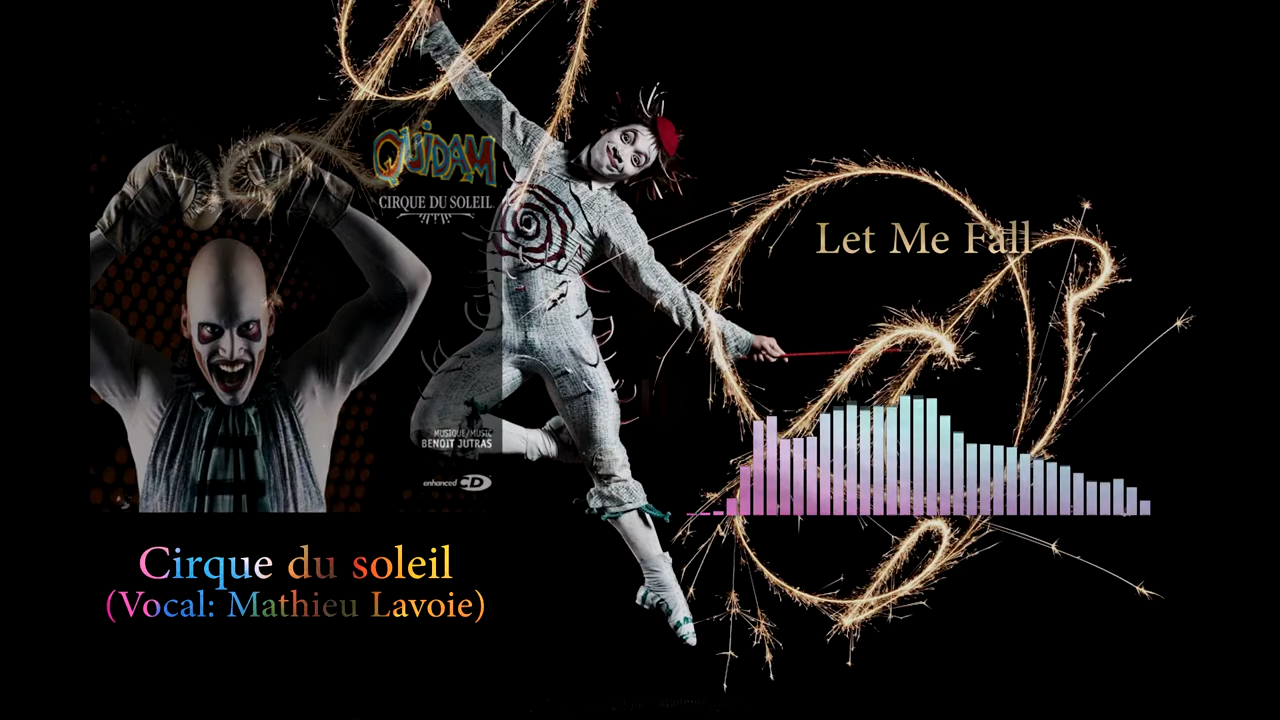 QUIDAM
CIRQUE DU SOLEIL
Let Me Fall
MUSIQUE/MUSIC
BENOIT JUTRAS
enhanced CD
Cirque du soleil
(Vocal: Mathieu Lavoie)